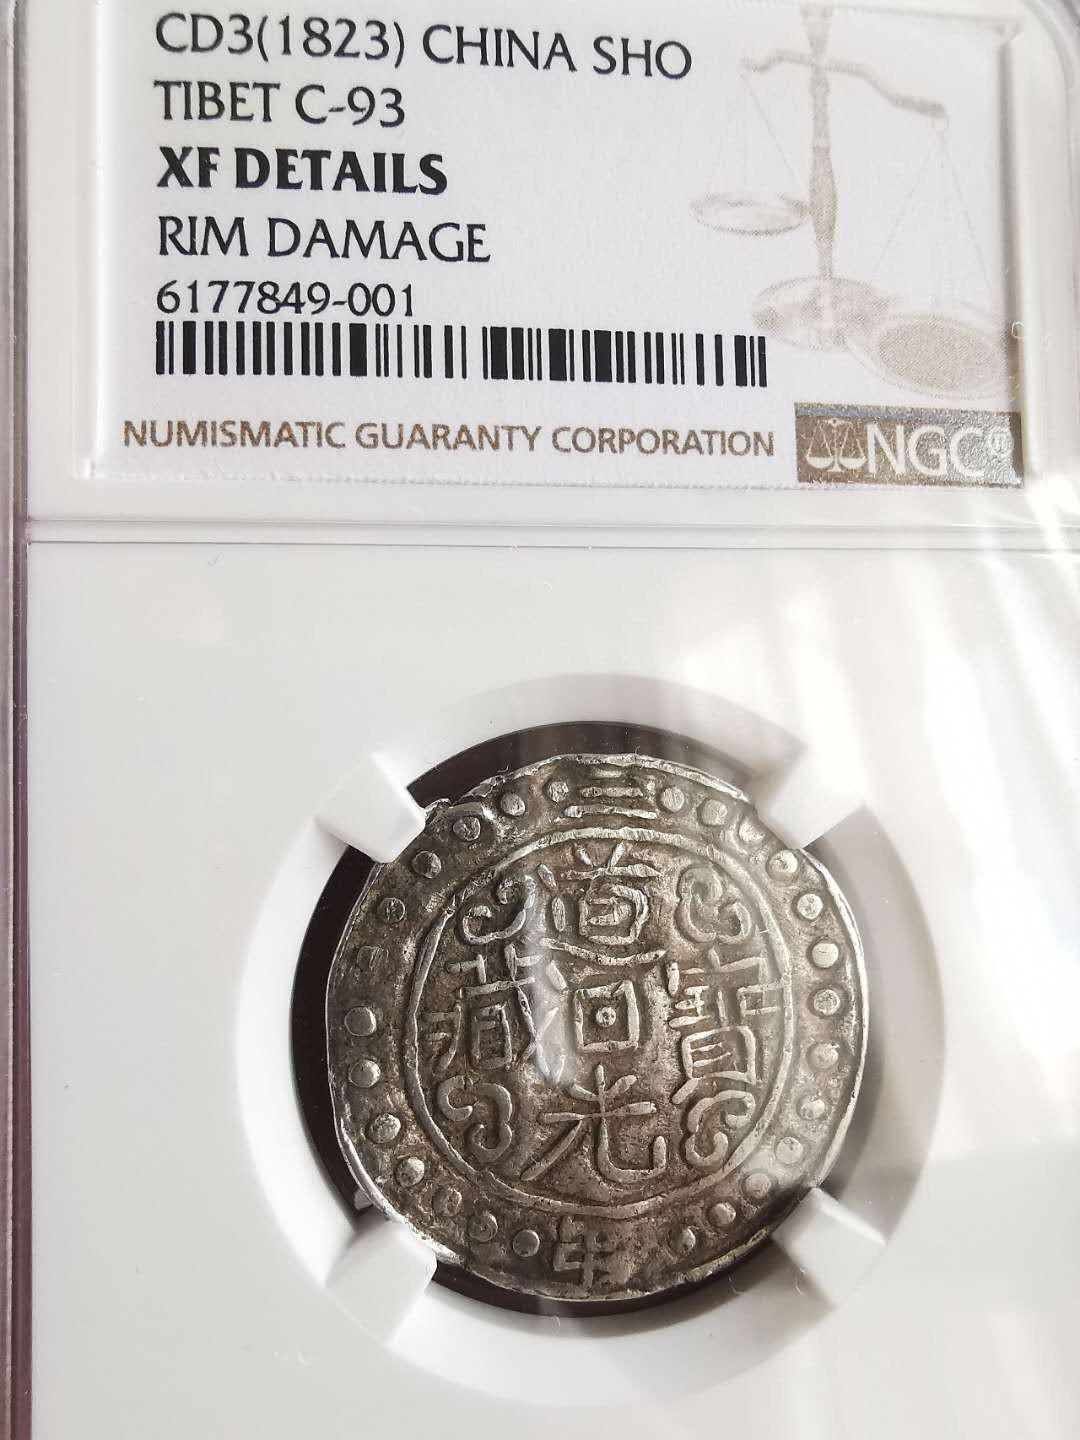 CD3(1823) CHINA SHO
TIBET C-93
XF DETAILS
RIM DAMAGE
6177849-001
NUMISMATIC GUARANTY CORPORATION
NGC®
三
道
藏 寶
光
年